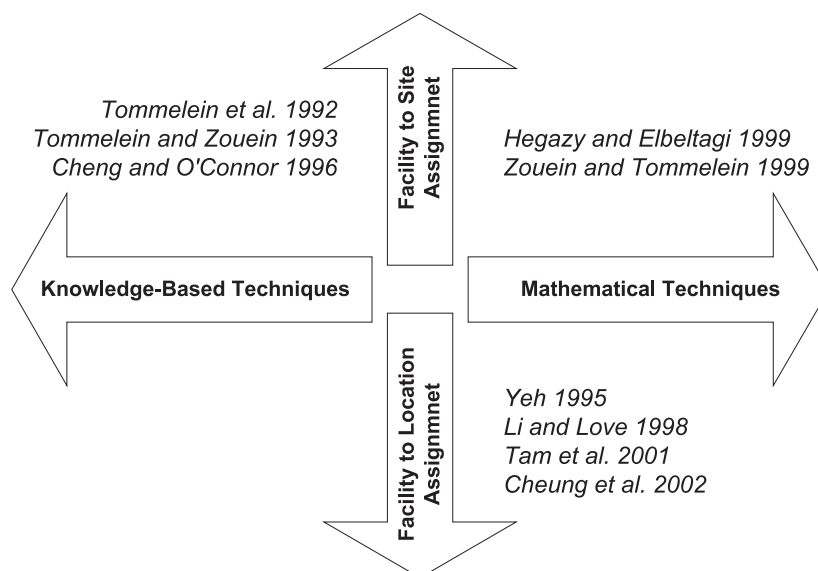 Facility to Site
Assignmnet
Tommelein et al. 1992
Tommelein and Zouein 1993
Cheng and O'Connor 1996
Hegazy and Elbeltagi 1999
Zouein and Tommelein 1999
Knowledge-Based Techniques
Mathematical Techniques
Facility to Location
Assignmnet
Yeh 1995
Li and Love 1998
Tam et al. 2001
Cheung et al. 2002